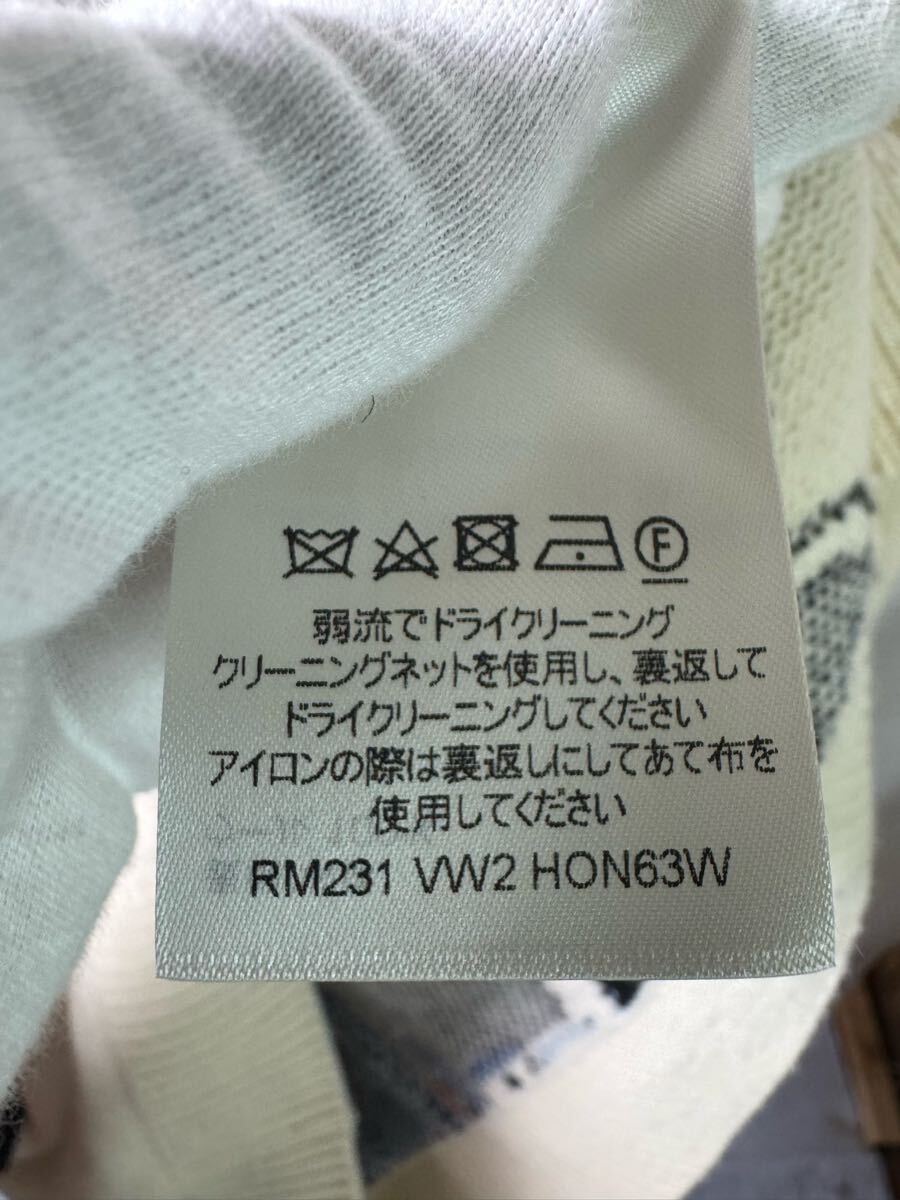 F
弱流でドライクリーニング
クリーニングネットを使用し、裏返して
ドライクリーニングしてください
アイロンの際は裏返しにしてあて布を
使用してください
RM231 VW2 HON63W